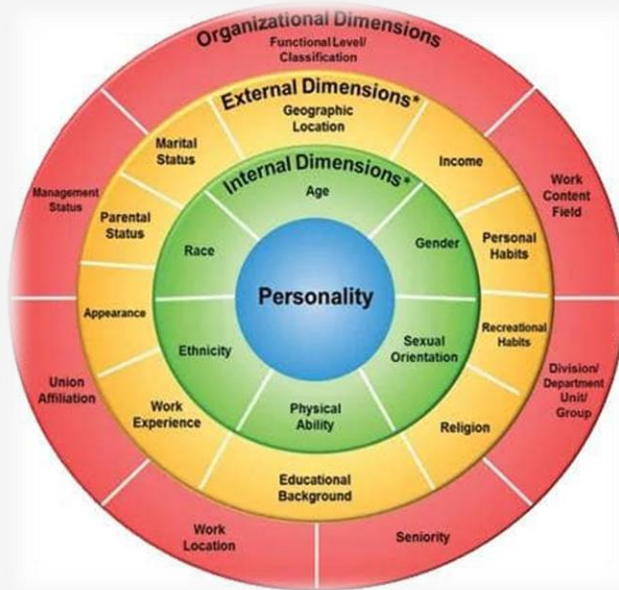 Organizational Dimensions
Functional Level/
Classification
External Dimensions*
Geographic
Location
Marital
Status
Income
Internal Dimensions*
Age
Management
Status
Work
Content
Field
Parental
Status
Race
Gender
Personal
Habits
Personality
Appearance
Recreational
Habits
Ethnicity
Sexual
Orientation
Union
Affiliation
Division/
Department
Unit/
Group
Work
Experience
Physical
Ability
Religion
Educational
Background
Work
Location
Seniority